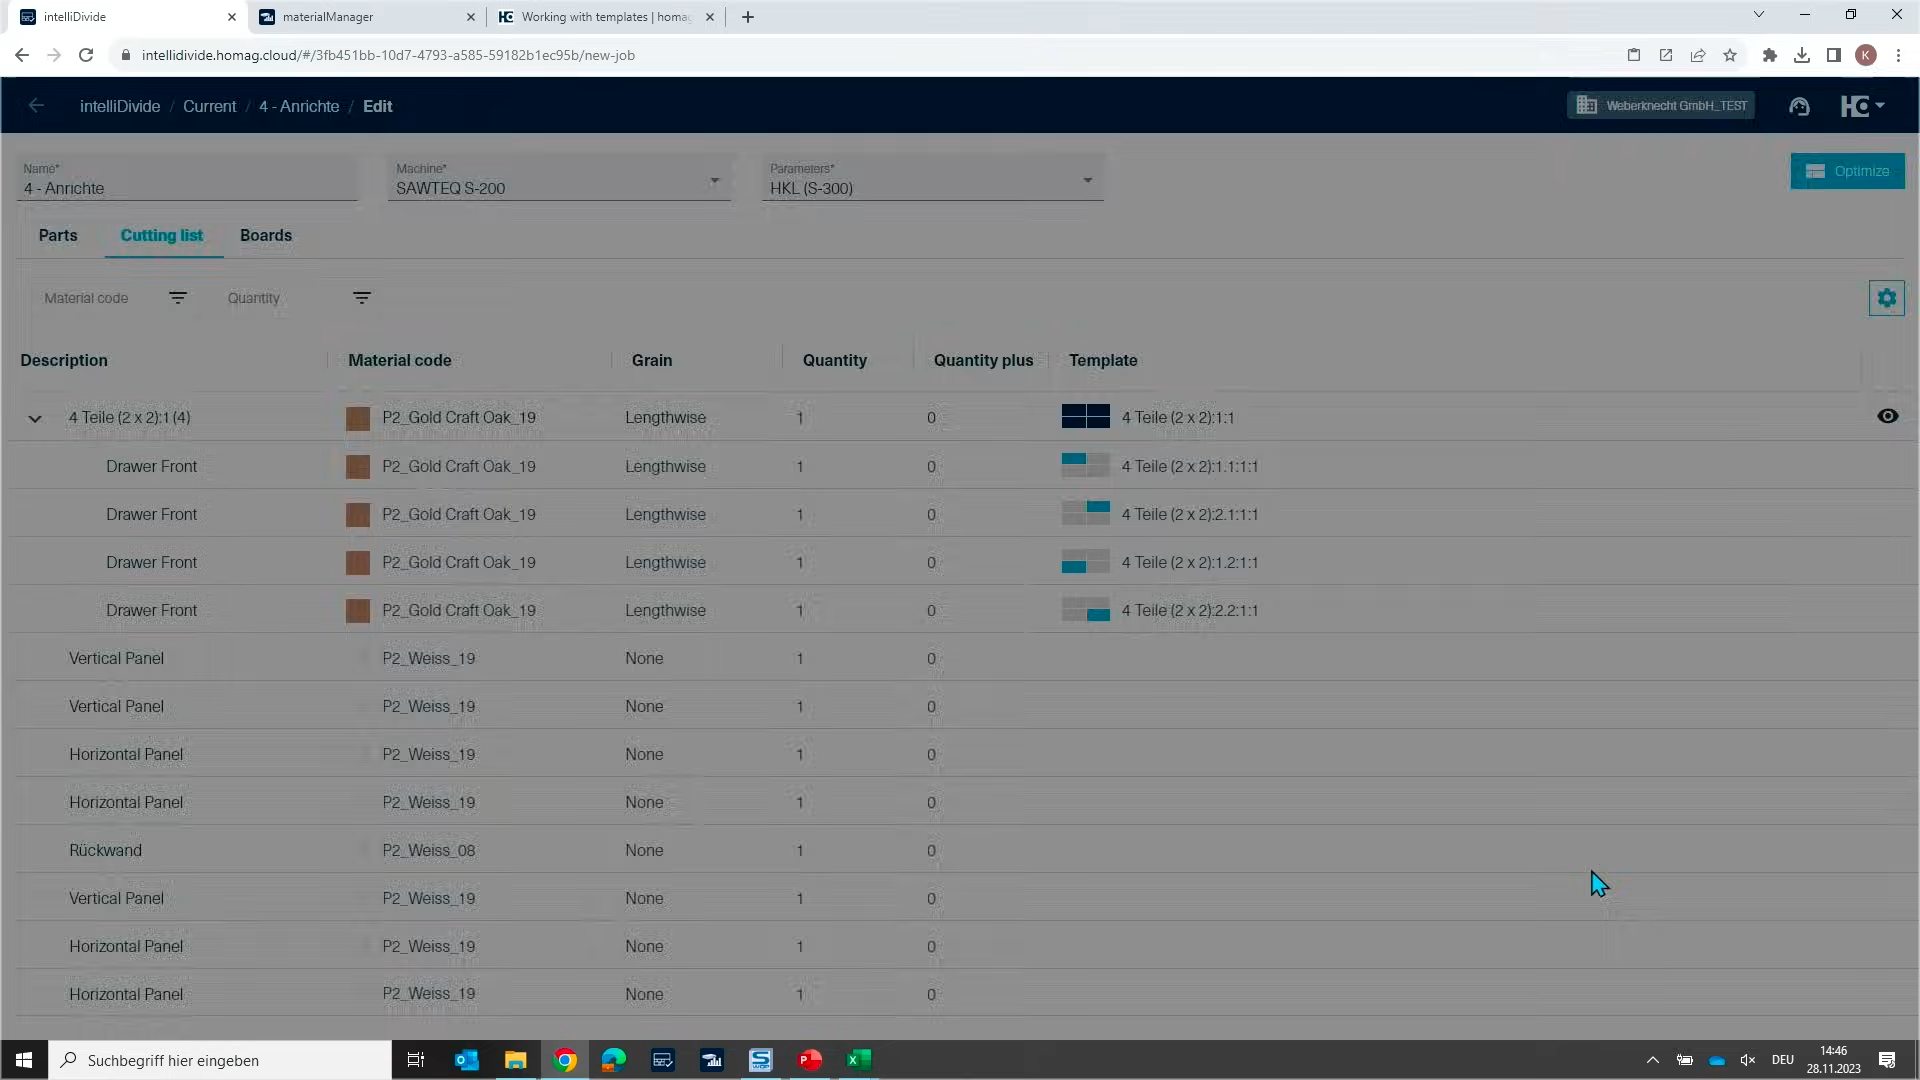 intelliDivide
materialManager
Working with templates | homa
intellidivide.homag.cloud/#/3fb451bb-10d7-4793-a585-59182b1ec95b/new-job
K
intelliDivide / Current / 4 - Anrichte / Edit
Weberknecht GmbH_TEST
Name*
4 - Anrichte
Machine*
SAWTEQ S-200
Parameters*
HKL (S-300)
Optimize
Parts
Cutting list
Boards
Material code
Quantity
Description Material code Grain Quantity Quantity plus Template
4 Teile (2 x 2):1 (4) P2_Gold Craft Oak_19 Lengthwise 1 0 4 Teile (2 x 2):1:1
Drawer Front P2_Gold Craft Oak_19 Lengthwise 1 0 4 Teile (2 x 2):1.1:1:1
Drawer Front P2_Gold Craft Oak_19 Lengthwise 1 0 4 Teile (2 x 2):2.1:1:1
Drawer Front P2_Gold Craft Oak_19 Lengthwise 1 0 4 Teile (2 x 2):1.2:1:1
Drawer Front P2_Gold Craft Oak_19 Lengthwise 1 0 4 Teile (2 x 2):2.2:1:1
Vertical Panel P2_Weiss_19 None 1 0
Vertical Panel P2_Weiss_19 None 1 0
Horizontal Panel P2_Weiss_19 None 1 0
Horizontal Panel P2_Weiss_19 None 1 0
Rückwand P2_Weiss_08 None 1 0
Vertical Panel P2_Weiss_19 None 1 0
Horizontal Panel P2_Weiss_19 None 1 0
Horizontal Panel P2_Weiss_19 None 1 0
Suchbegriff hier eingeben
DEU
14:46
28.11.2023